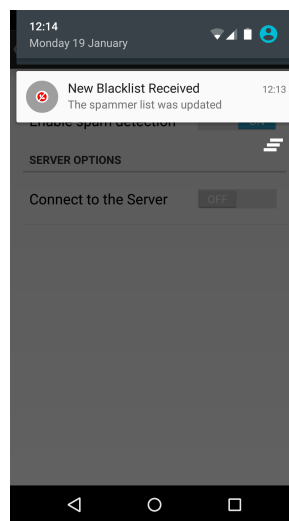 12:14
Monday 19 January
New Blacklist Received 12:13
The spammer list was updated
Enable spam detection ON
SERVER OPTIONS
Connect to the Server OFF